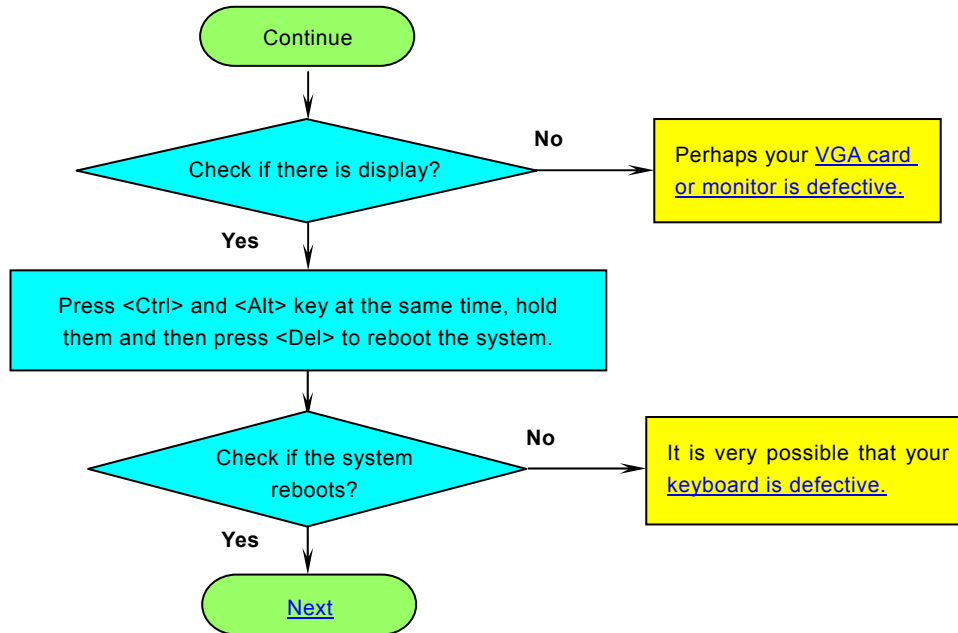 Continue
Check if there is display?
No
Perhaps your VGA card
or monitor is defective.
Yes
Press <Ctrl> and <Alt> key at the same time, hold
them and then press <Del> to reboot the system.
Check if the system
reboots?
No
It is very possible that your
keyboard is defective.
Yes
Next